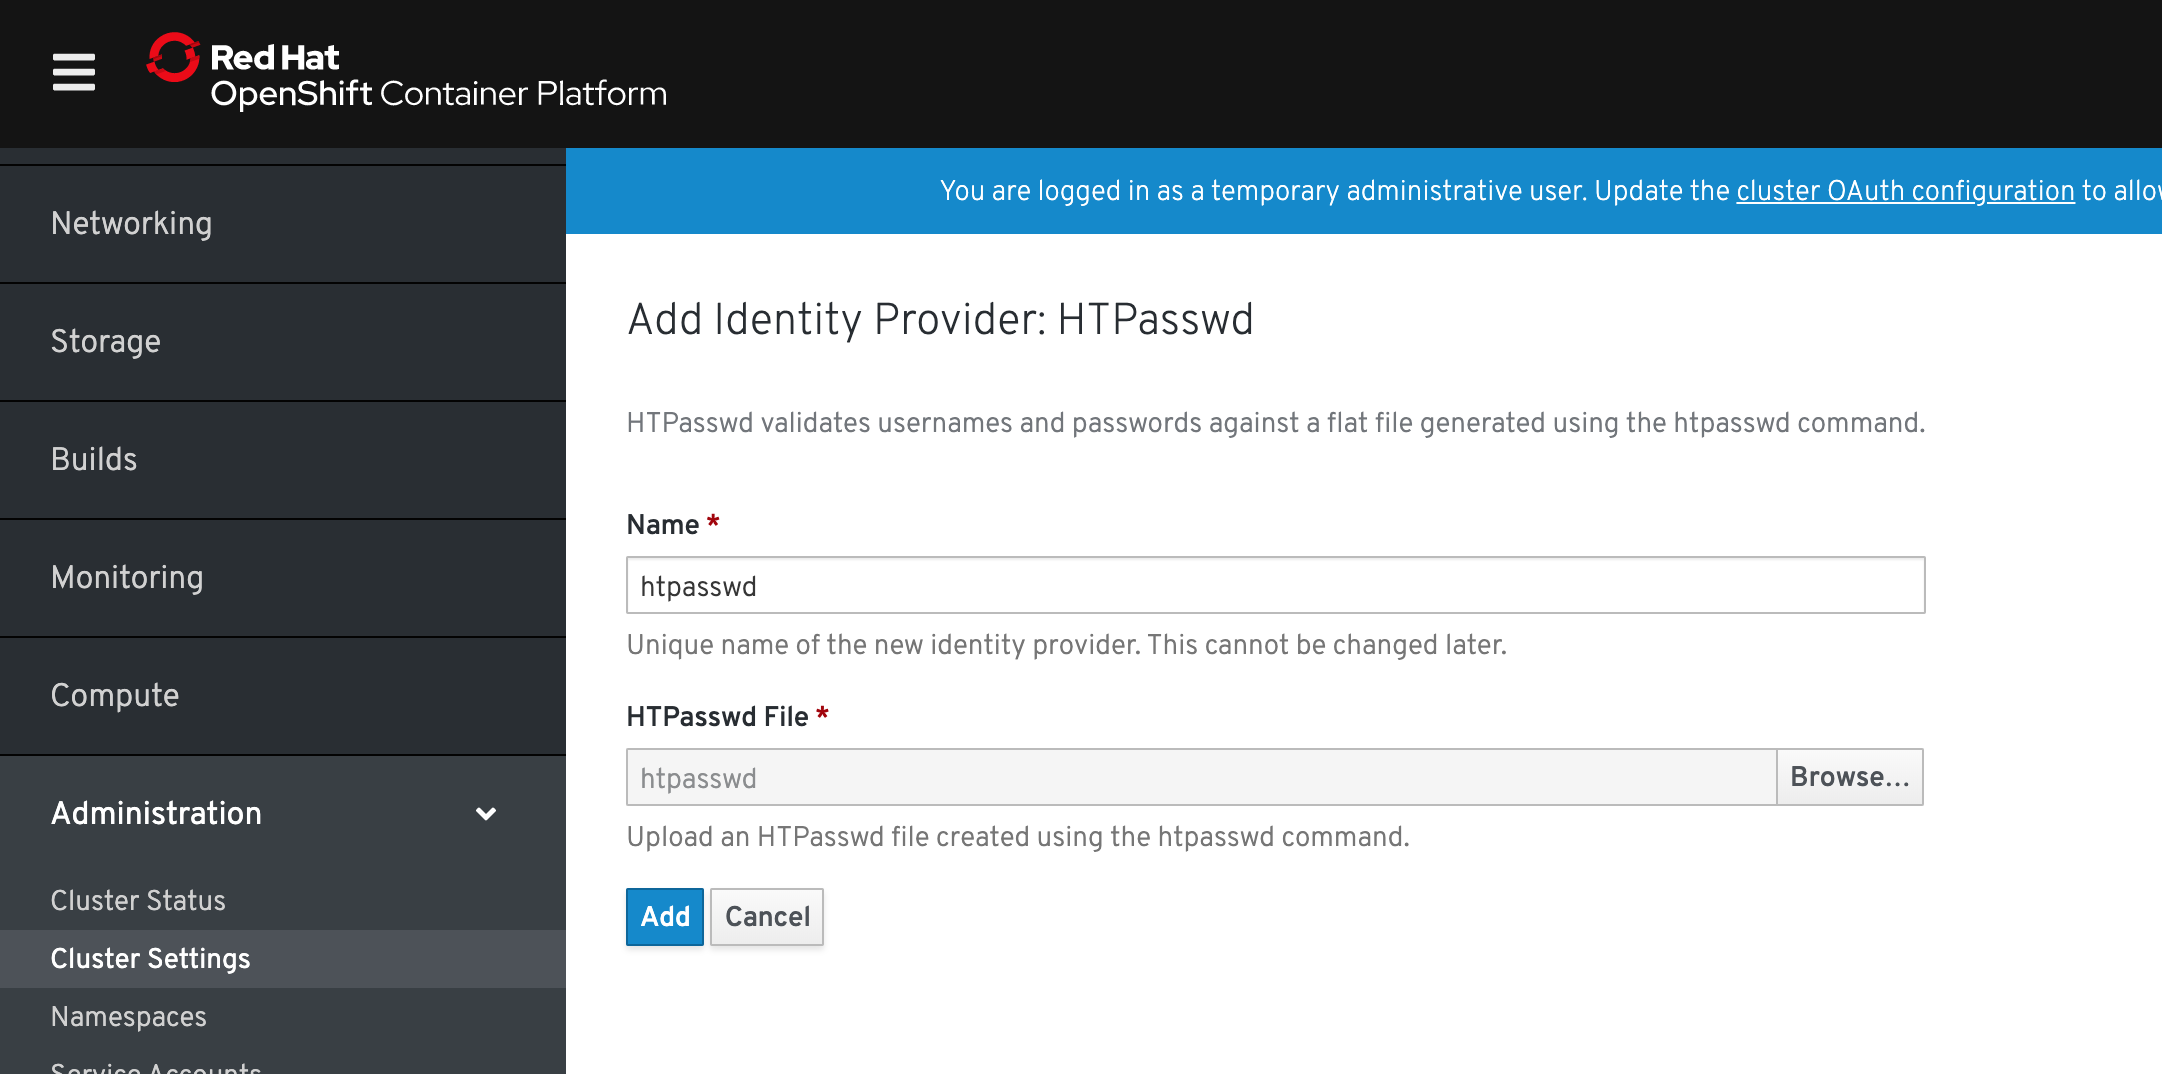 Red Hat
OpenShift Container Platform
You are logged in as a temporary administrative user. Update the cluster OAuth configuration to allow
Networking
Storage
Builds
Monitoring
Compute
Administration
Cluster Status
Cluster Settings
Namespaces
Service Accounts
Add Identity Provider: HTPasswd
HTPasswd validates usernames and passwords against a flat file generated using the htpasswd command.
Name *
htpasswd
Unique name of the new identity provider. This cannot be changed later.
HTPasswd File *
htpasswd
Browse...
Upload an HTPasswd file created using the htpasswd command.
Add
Cancel